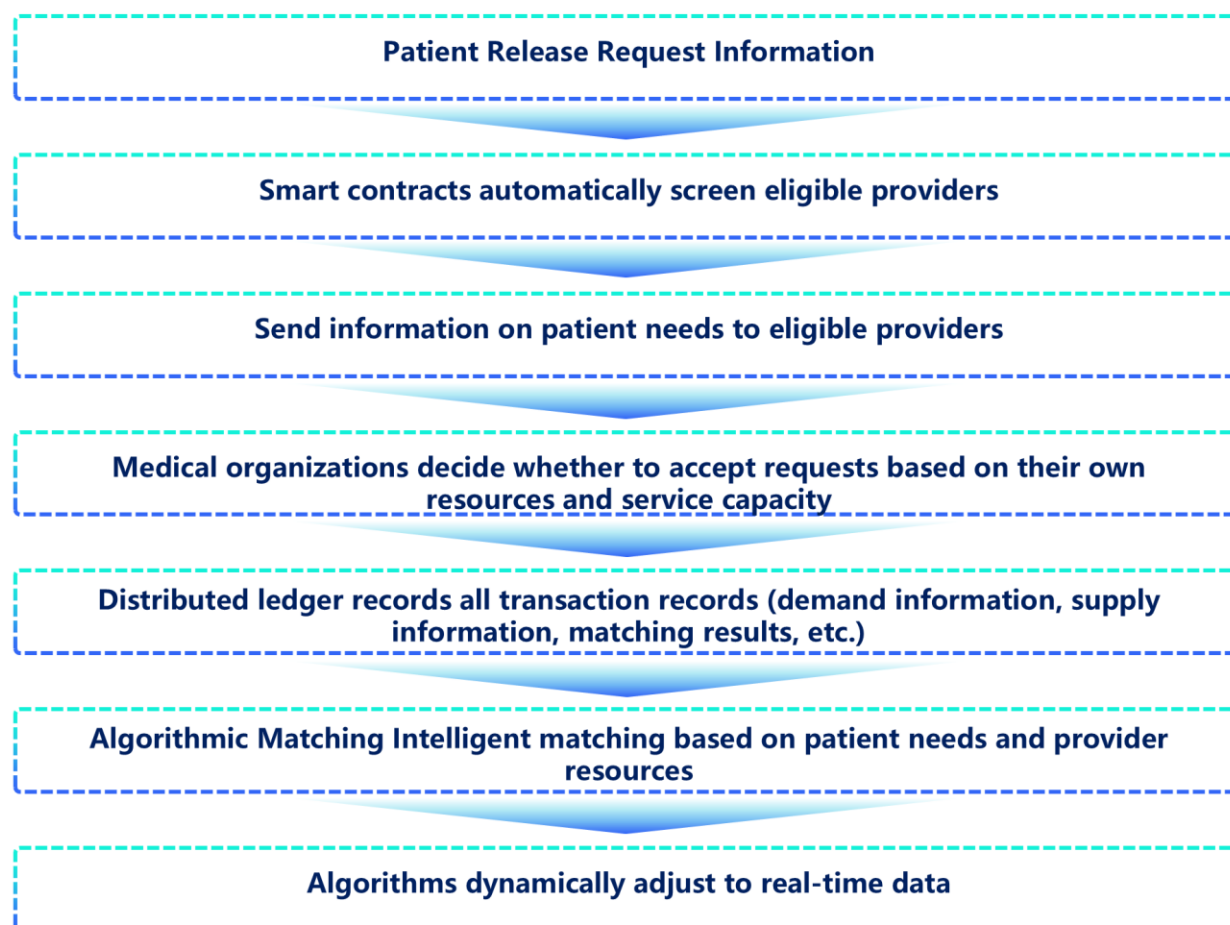 Patient Release Request Information
Smart contracts automatically screen eligible providers
Send information on patient needs to eligible providers
Medical organizations decide whether to accept requests based on their own
resources and service capacity
Distributed ledger records all transaction records (demand information, supply
information, matching results, etc.)
Algorithmic Matching Intelligent matching based on patient needs and provider
resources
Algorithms dynamically adjust to real-time data